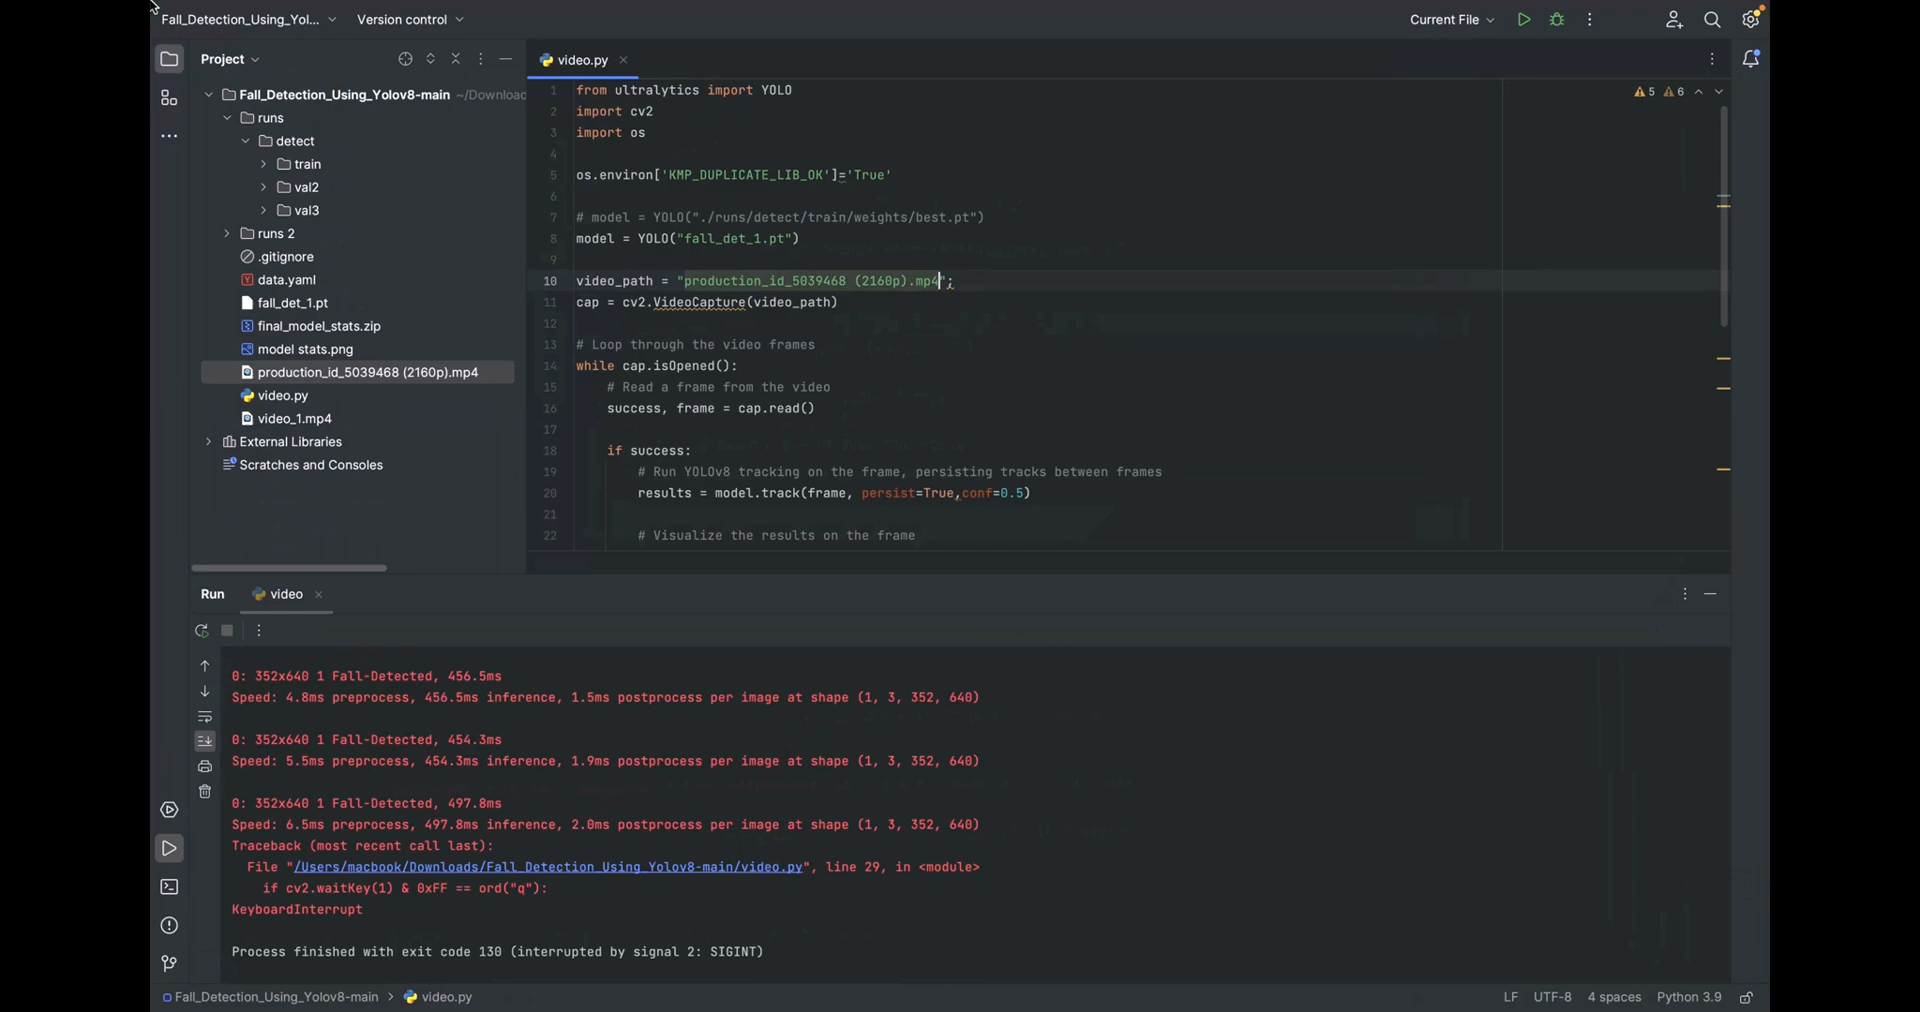 Fall_Detection_Using_Yol...
Version control
Current File
Project
video.py
Fall_Detection_Using_Yolov8-main ~/Downloac
runs
detect
train
val2
val3
runs 2
.gitignore
data.yaml
fall_det_1.pt
final_model_stats.zip
model stats.png
production_id_5039468 (2160p).mp4
video.py
video_1.mp4
External Libraries
Scratches and Consoles
5 6
1 from ultralytics import YOLO
2 import cv2
3 import os
4
5 os.environ['KMP_DUPLICATE_LIB_OK']='True'
6
7 # model = YOLO("./runs/detect/train/weights/best.pt")
8 model = YOLO("fall_det_1.pt")
9
10 video_path = "production_id_5039468 (2160p).mp4";
11 cap = cv2.VideoCapture(video_path)
12
13 # Loop through the video frames
14 while cap.isOpened():
15 # Read a frame from the video
16 success, frame = cap.read()
17
18 if success:
19 # Run YOLOv8 tracking on the frame, persisting tracks between frames
20 results = model.track(frame, persist=True,conf=0.5)
21
22 # Visualize the results on the frame
Run video
0: 352x640 1 Fall-Detected, 456.5ms
Speed: 4.8ms preprocess, 456.5ms inference, 1.5ms postprocess per image at shape (1, 3, 352, 640)
0: 352x640 1 Fall-Detected, 454.3ms
Speed: 5.5ms preprocess, 454.3ms inference, 1.9ms postprocess per image at shape (1, 3, 352, 640)
0: 352x640 1 Fall-Detected, 497.8ms
Speed: 6.5ms preprocess, 497.8ms inference, 2.0ms postprocess per image at shape (1, 3, 352, 640)
Traceback (most recent call last):
File "/Users/macbook/Downloads/Fall_Detection_Using_Yolov8-main/video.py", line 29, in <module>
if cv2.waitKey(1) & 0xFF == ord("q"):
KeyboardInterrupt
Process finished with exit code 130 (interrupted by signal 2: SIGINT)
Fall_Detection_Using_Yolov8-main > video.py
LF UTF-8 4 spaces Python 3.9